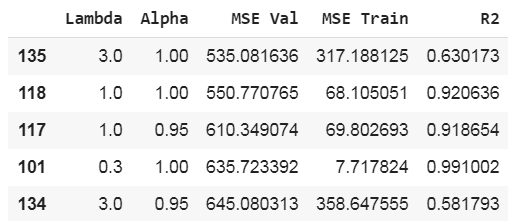 Lambda Alpha MSE Val MSE Train R2
135 3.0 1.00 535.081636 317.188125 0.630173
118 1.0 1.00 550.770765 68.105051 0.920636
117 1.0 0.95 610.349074 69.802693 0.918654
101 0.3 1.00 635.723392 7.717824 0.991002
134 3.0 0.95 645.080313 358.647555 0.581793